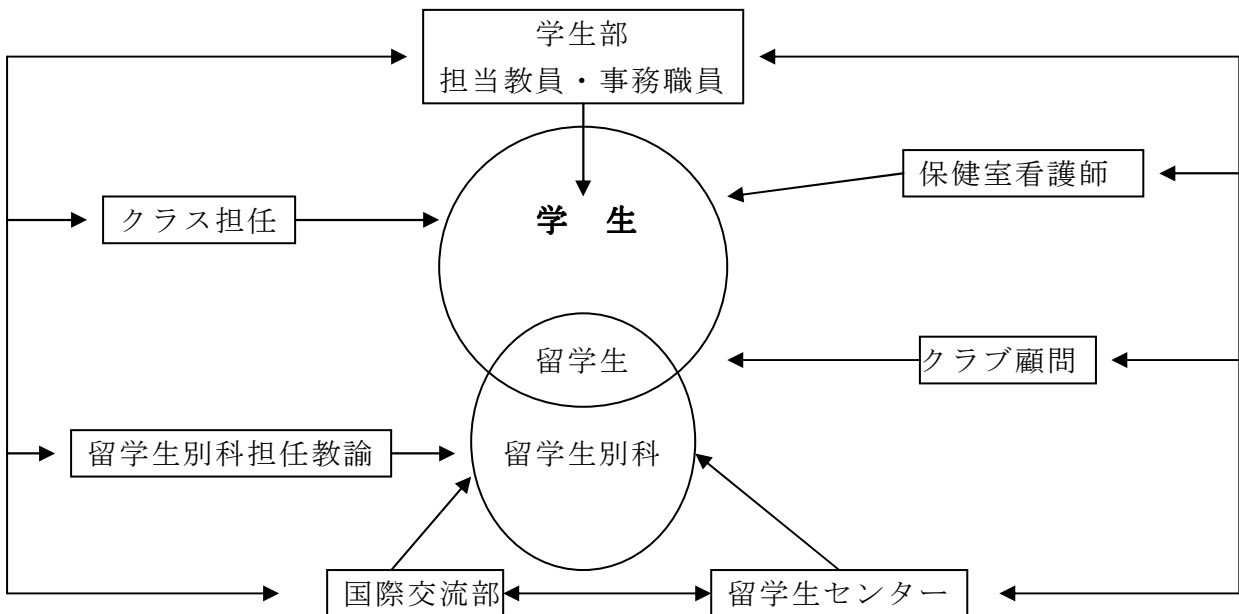 学生部
担当教員・事務職員
保健室看護師
クラス担任
学 生
留学生
クラブ顧問
留学生別科担任教諭
留学生別科
国際交流部
留学生センター